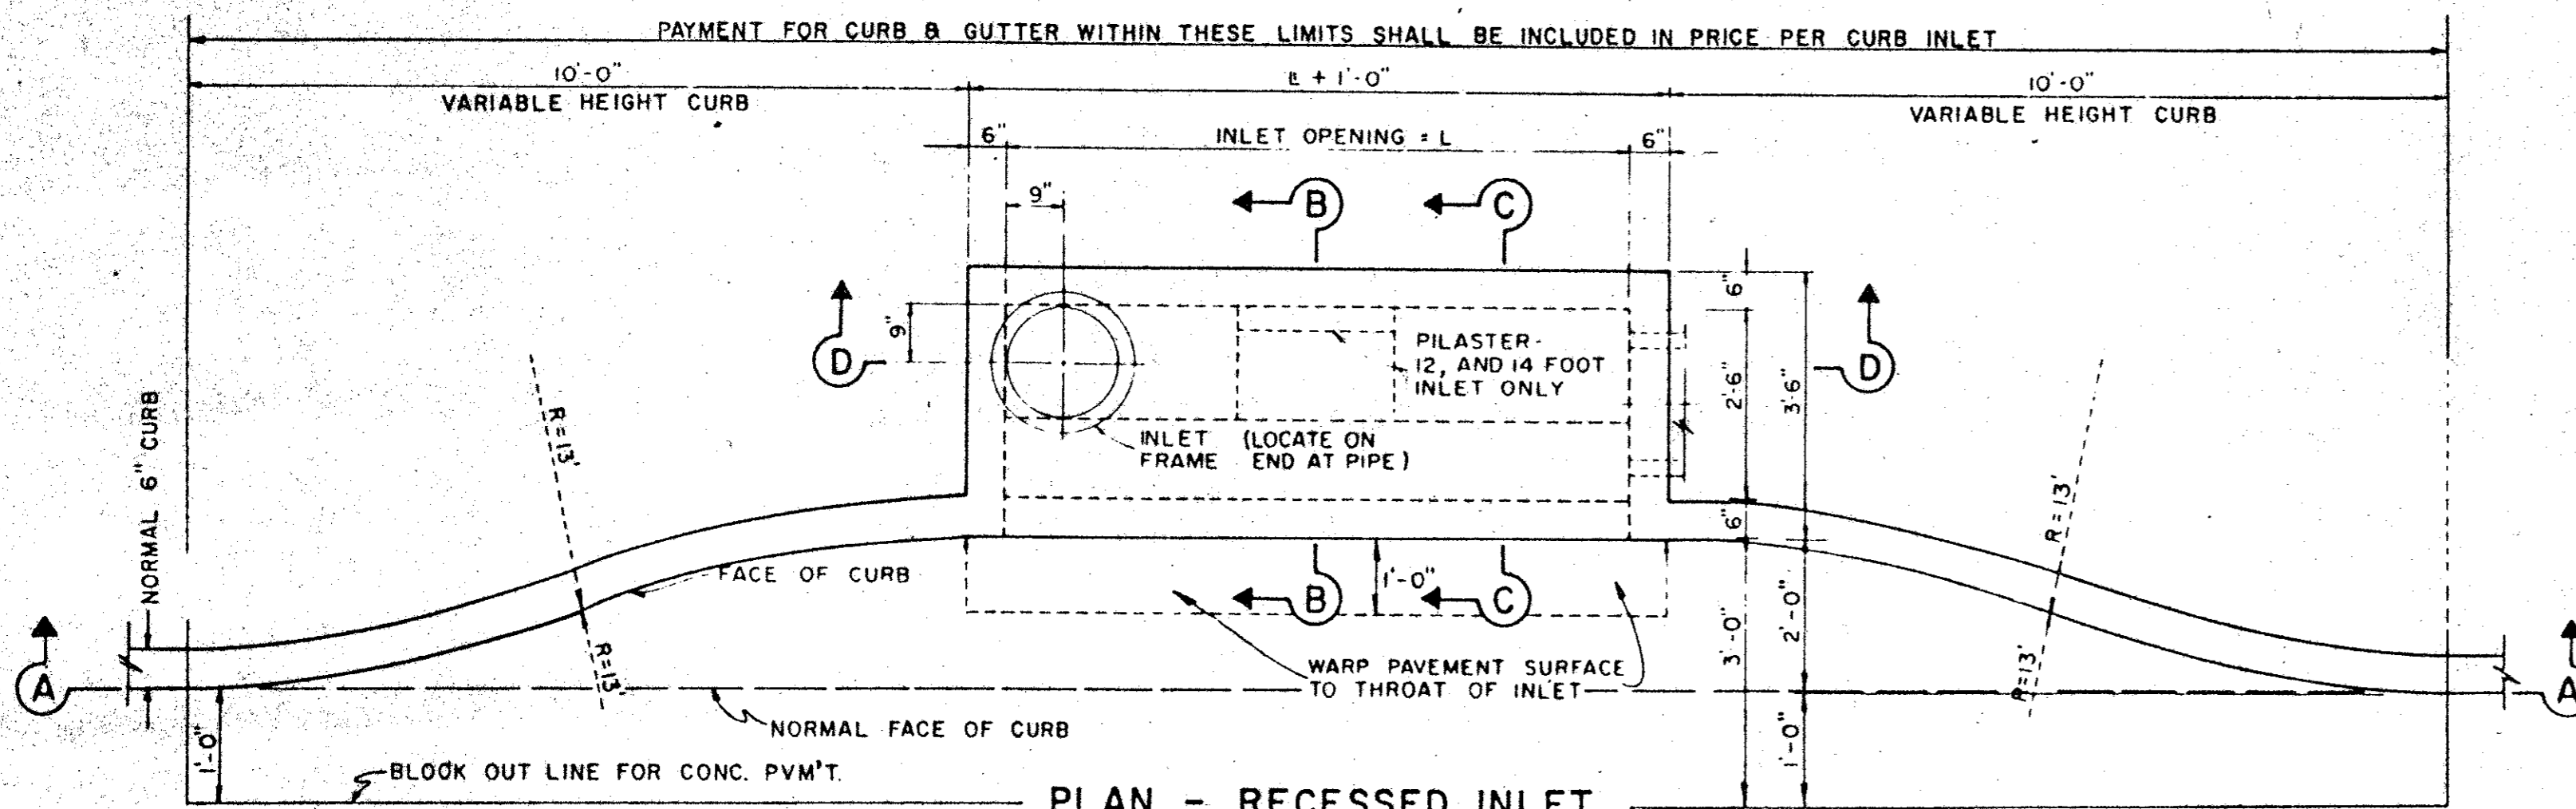 PAYMENT FOR CURB & GUTTER WITHIN THESE LIMITS SHALL BE INCLUDED IN PRICE PER CURB INLET
10'-0"
L + 1'-0"
10'-0"
VARIABLE HEIGHT CURB
VARIABLE HEIGHT CURB
6"
INLET OPENING = L
6"
9"
B
C
6"
9"
D
PILASTER-
12, AND 14 FOOT
INLET ONLY
D
2'-6"
3'-6"
NORMAL 6" CURB
R=13'
INLET (LOCATE ON
FRAME END AT PIPE)
R=13'
6"
FACE OF CURB
1'-0"
B
C
3'-0"
2'-0"
A
R=13'
WARP PAVEMENT SURFACE
TO THROAT OF INLET
R=13'
A
NORMAL FACE OF CURB
1'-0"
1'-0"
BLOCK OUT LINE FOR CONC. PVM'T.
PLAN - RECESSED INLET